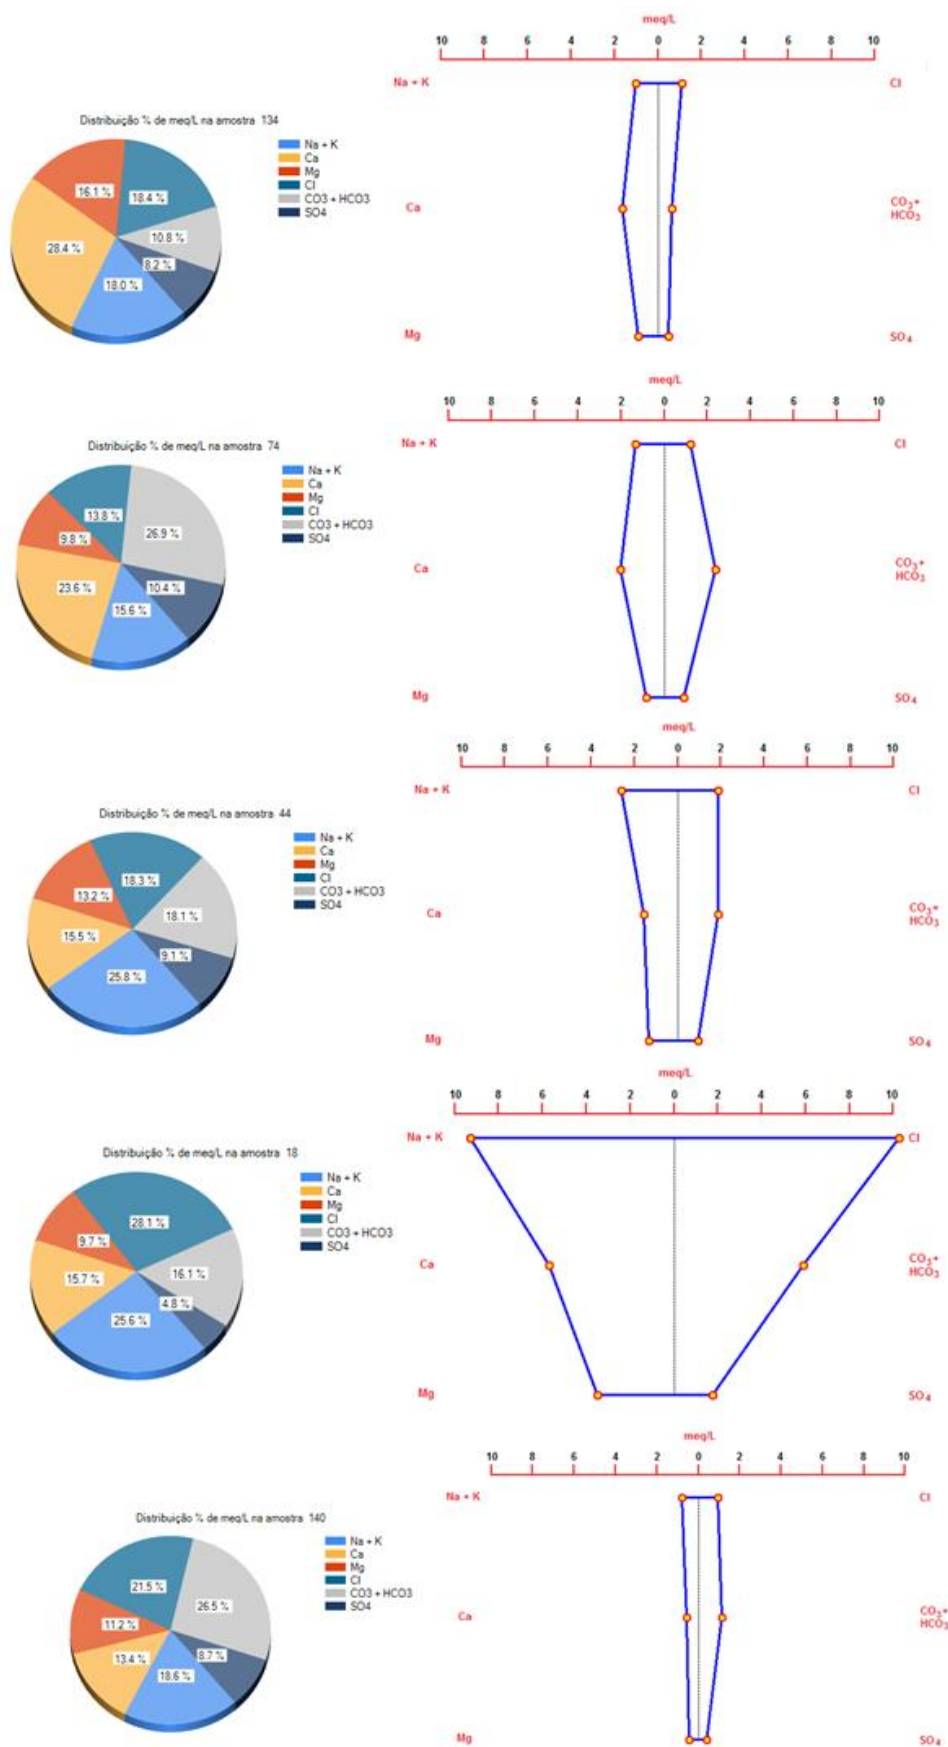 meq/L
10 8 6 4 2 0 2 4 6 8 10
Na + K
Cl
Distribuição % de meq/L na amostra 134
Na + K
Ca
Mg
Cl
CO3 + HCO3
SO4
16.1 %
18.4 %
10.8 %
28.4 %
8.2 %
18.0 %
Ca
CO3+
HCO3
Mg
SO4
meq/L
10 8 6 4 2 0 2 4 6 8 10
Na + K
Cl
Distribuição % de meq/L na amostra 74
Na + K
Ca
Mg
Cl
CO3 + HCO3
SO4
13.8 %
26.9 %
9.8 %
23.6 %
10.4 %
15.6 %
Ca
CO3+
HCO3
Mg
SO4
meq/L
10 8 6 4 2 0 2 4 6 8 10
Na + K
Cl
Distribuição % de meq/L na amostra 44
Na + K
Ca
Mg
Cl
CO3 + HCO3
SO4
18.3 %
13.2 %
18.1 %
15.5 %
9.1 %
25.8 %
Ca
CO3+
HCO3
Mg
SO4
meq/L
10 8 6 4 2 0 2 4 6 8 10
Na + K
Cl
Distribuição % de meq/L na amostra 18
Na + K
Ca
Mg
Cl
CO3 + HCO3
SO4
28.1 %
9.7 %
16.1 %
15.7 %
4.8 %
25.6 %
Ca
CO3+
HCO3
Mg
SO4
meq/L
10 8 6 4 2 0 2 4 6 8 10
Na + K
Cl
Distribuição % de meq/L na amostra 140
Na + K
Ca
Mg
Cl
CO3 + HCO3
SO4
21.5 %
26.5 %
11.2 %
13.4 %
8.7 %
18.6 %
Ca
CO3+
HCO3
Mg
SO4